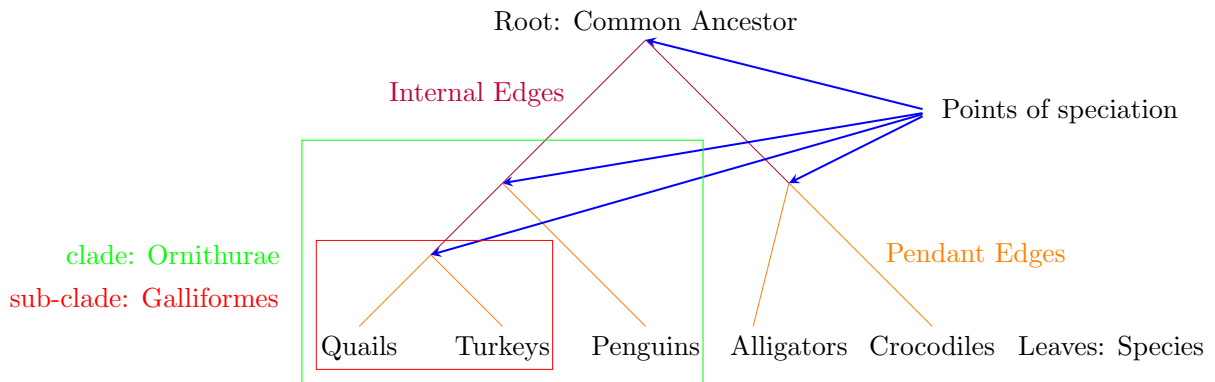 Root: Common Ancestor
Internal Edges
Points of speciation
clade: Ornithurae
Pendant Edges
sub-clade: Galliformes
Quails Turkeys Penguins Alligators Crocodiles Leaves: Species